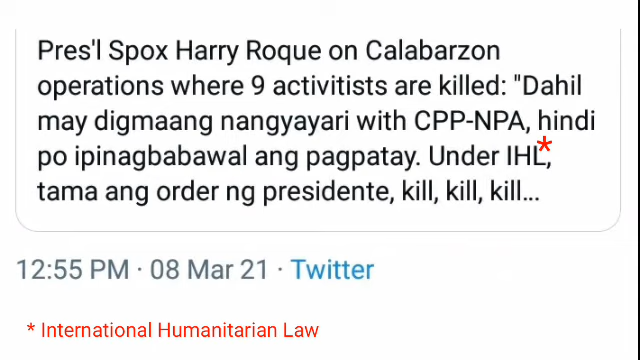 Pres'l Spox Harry Roque on Calabarzon
operations where 9 activitists are killed: "Dahil
may digmaang nangyayari with CPP-NPA, hindi
po ipinagbabawal ang pagpatay. Under IHL,*
tama ang order ng presidente, kill, kill, kill...
12:55 PM · 08 Mar 21 · Twitter
* International Humanitarian Law